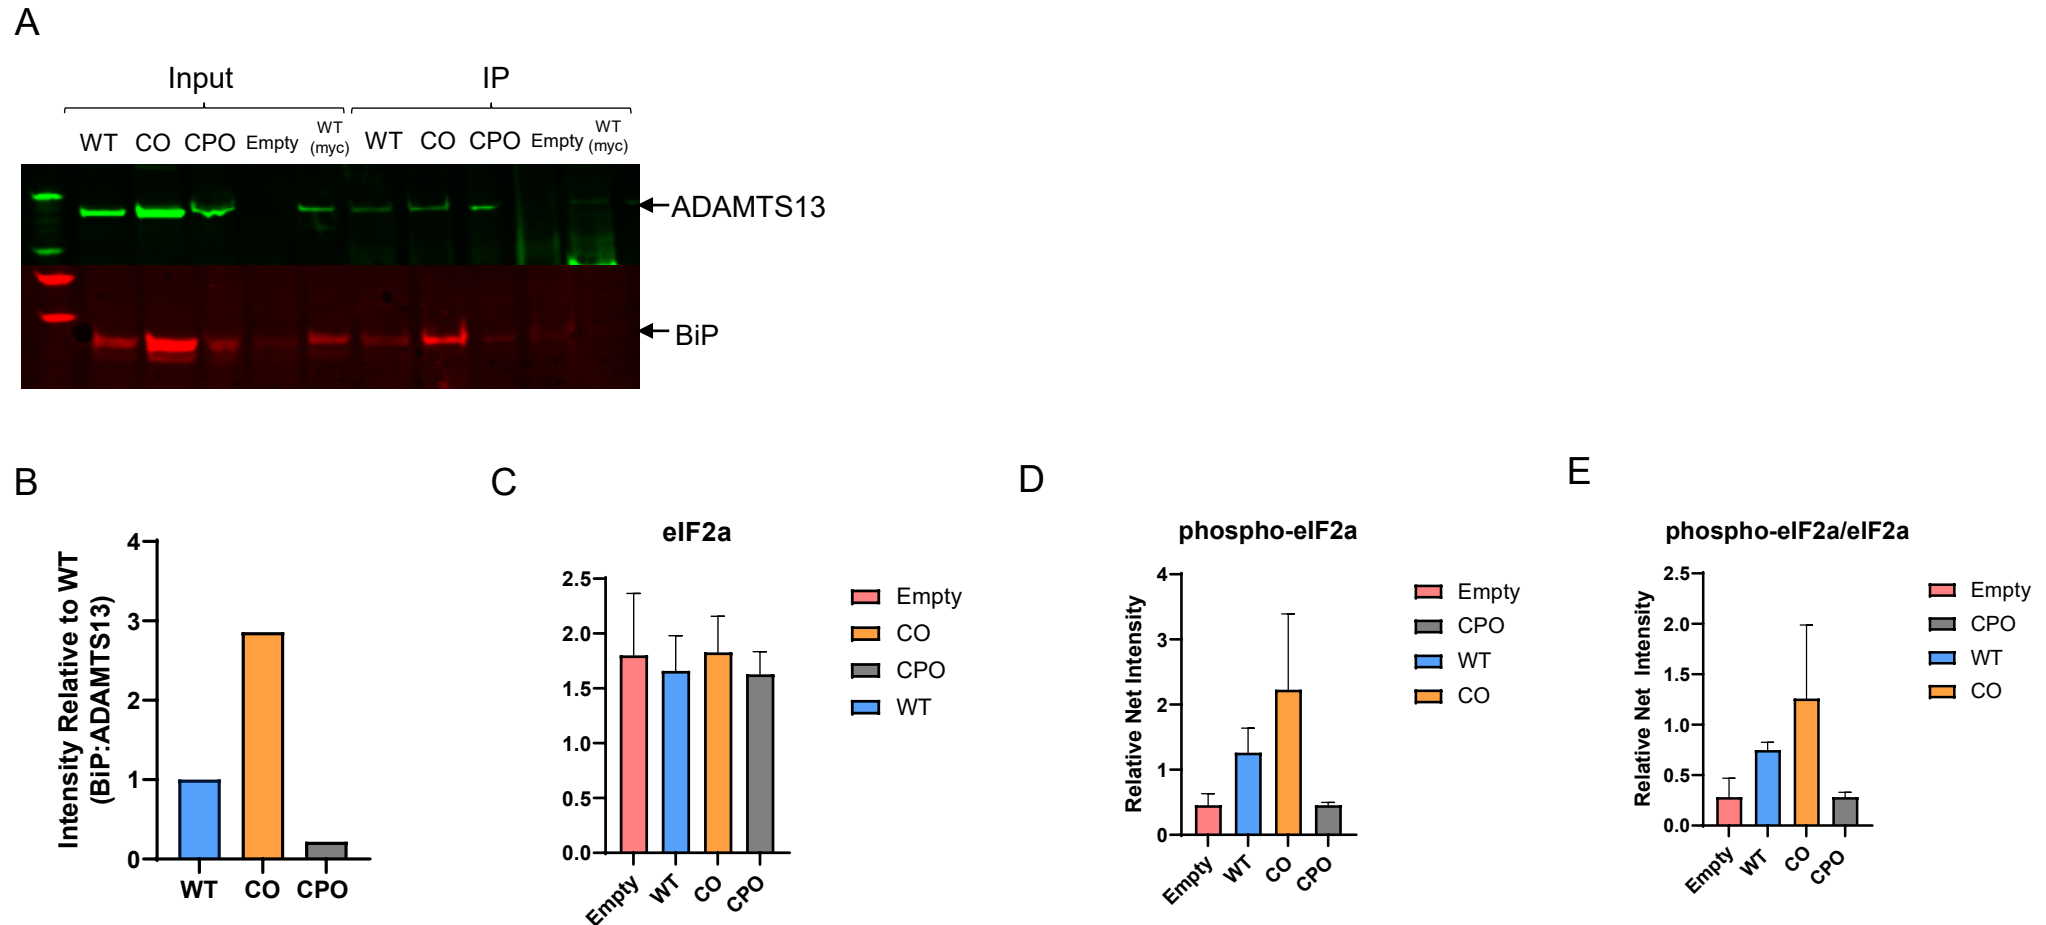 A
Input
IP
WT CO CPO Empty WT (myc) WT CO CPO Empty WT (myc)
ADAMTS13
BiP
B
Intensity Relative to WT
(BiP:ADAMTS13)
4
3
2
1
0
WT CO CPO
C
eIF2a
2.5
2.0
1.5
1.0
0.5
0.0
Empty WT CO CPO
Empty
CO
CPO
WT
D
phospho-eIF2a
Relative Net Intensity
4
3
2
1
0
Empty WT CO CPO
Empty
CPO
WT
CO
E
phospho-eIF2a/eIF2a
Relative Net Intensity
2.5
2.0
1.5
1.0
0.5
0.0
Empty WT CO CPO
Empty
CPO
WT
CO